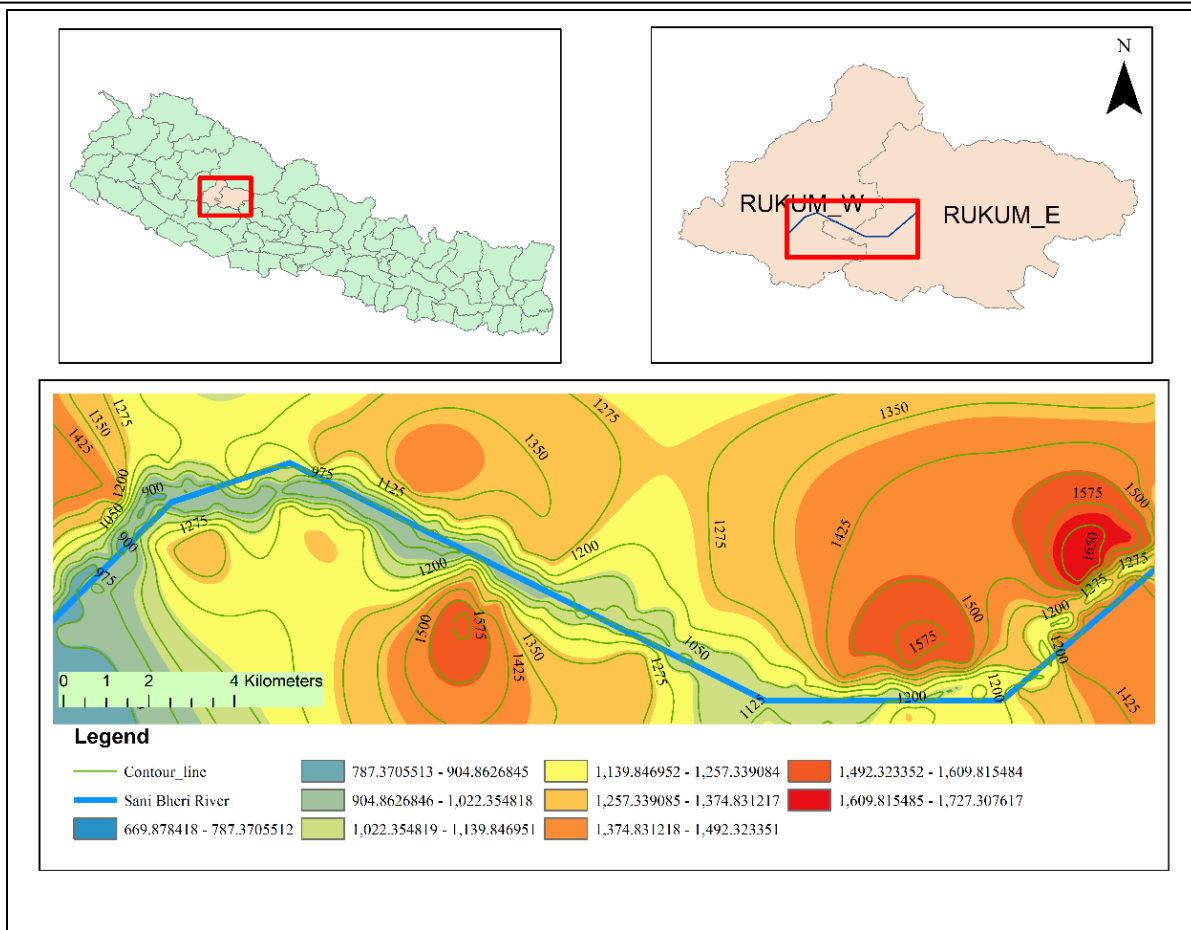 N
RUKUM_W
RUKUM_E
1275
1350
1425
1200
1050
900
900
975
1275
975
1125
1200
1350
1275
1500
1575
1425
1350
1200
1275
1275
1050
1125
1350
1425
1575
1500
1650
1500
1575
1200
1275
1275
1200
1200
1200
1425
0 1 2 4 Kilometers
Legend
Contour_line
Sani Bheri River
669.878418 - 787.3705512
787.3705513 - 904.8626845
904.8626846 - 1,022.354818
1,022.354819 - 1,139.846951
1,139.846952 - 1,257.339084
1,257.339085 - 1,374.831217
1,374.831218 - 1,492.323351
1,492.323352 - 1,609.815484
1,609.815485 - 1,727.307617